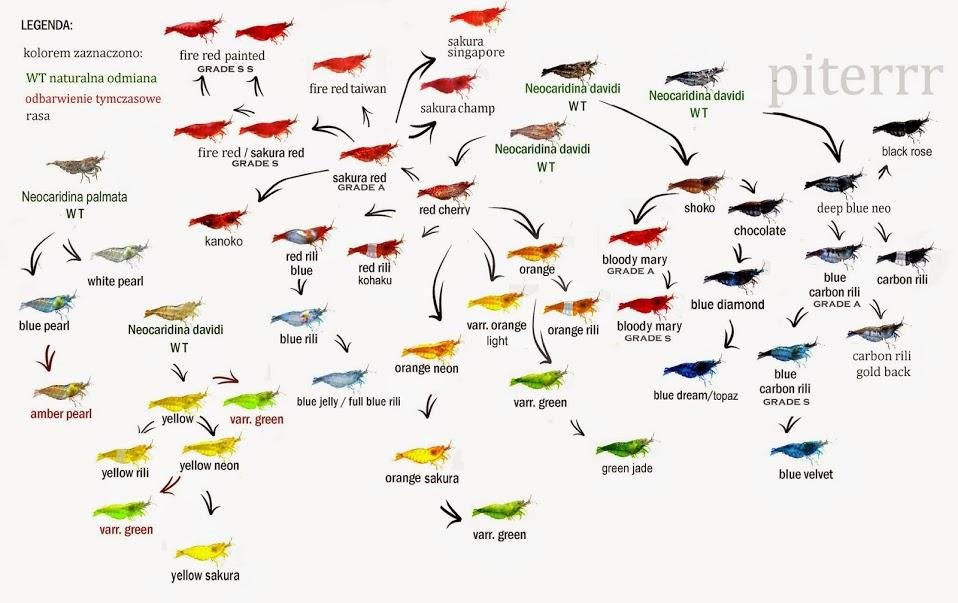 LEGENDA:
kolorem zaznaczono:
WT naturalna odmiana
odbarwienie tymczasowe
rasa
fire red painted
GRADE S S
fire red taiwan
sakura
singapore
sakura champ
Neocaridina davidi
WT
Neocaridina davidi
WT
piterrr
fire red / sakura red
GRADE S
sakura red
GRADE A
Neocaridina davidi
WT
black rose
Neocaridina palmata
WT
kanoko
red cherry
shoko
chocolate
deep blue neo
white pearl
red rili
blue
red rili
kohaku
orange
bloody mary
GRADE A
blue diamond
blue
carbon rili
GRADE A
carbon rili
blue pearl
Neocaridina davidi
WT
blue rili
varr. orange
light
orange rili
bloody mary
GRADE S
carbon rili
gold back
orange neon
amber pearl
yellow
varr. green
blue jelly / full blue rili
varr. green
blue dream/topaz
blue
carbon rili
GRADE S
yellow rili
yellow neon
orange sakura
green jade
blue velvet
varr. green
varr. green
yellow sakura